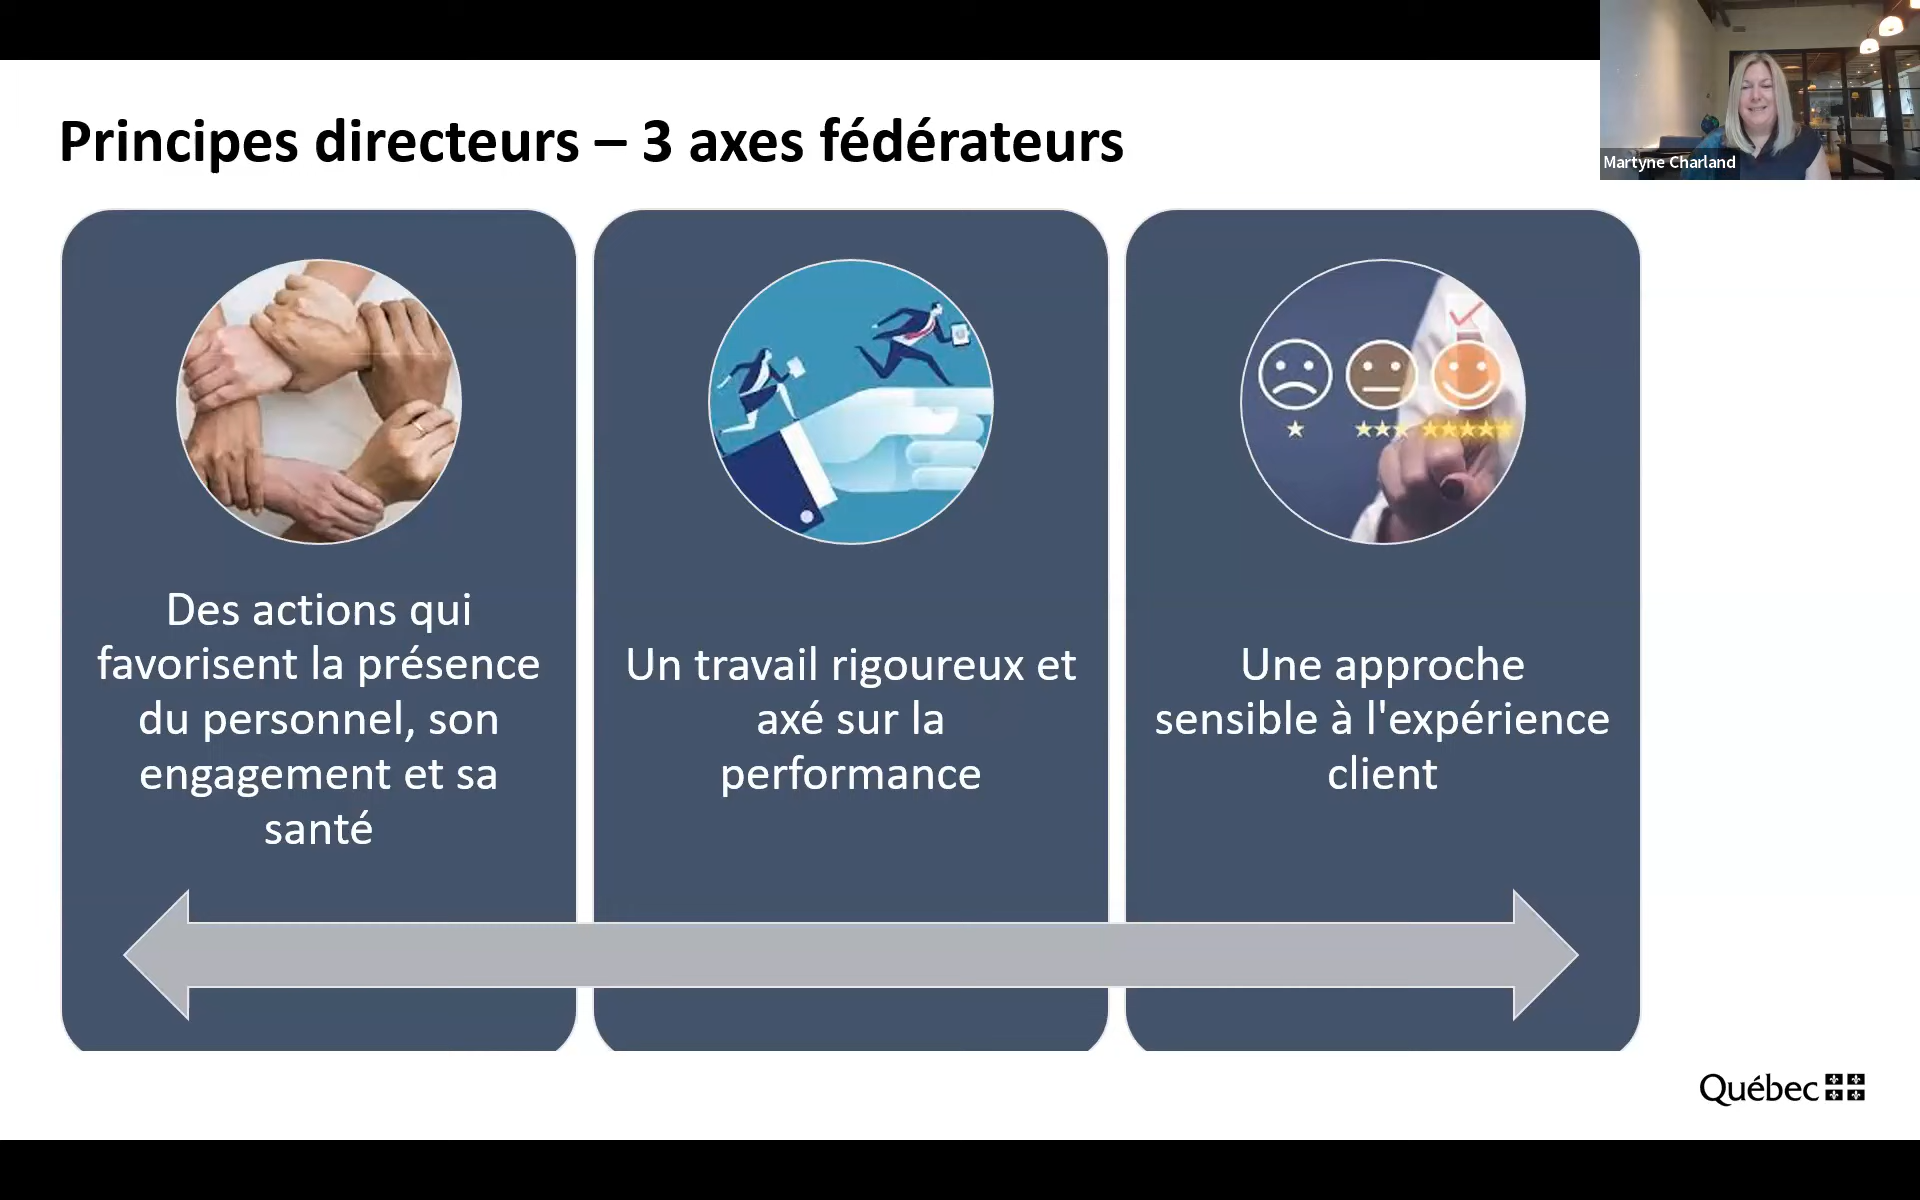 Principes directeurs – 3 axes fédérateurs
Martyne Charland
Des actions qui
favorisent la présence
du personnel, son
engagement et sa
santé
Un travail rigoureux et
axé sur la
performance
Une approche
sensible à l'expérience
client
Québec